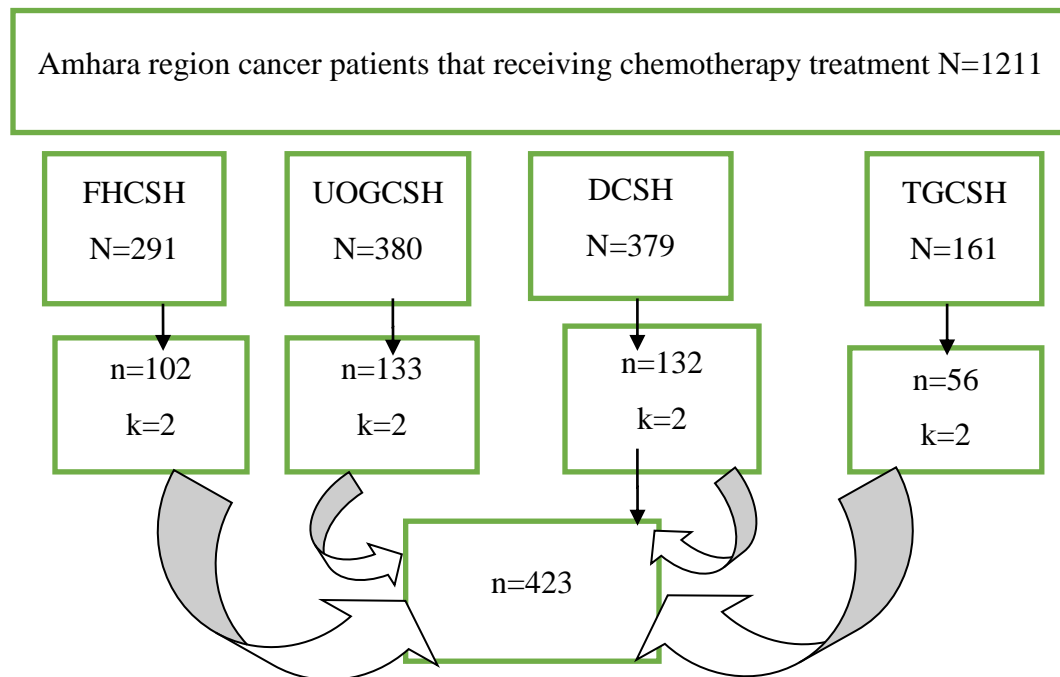 Amhara region cancer patients that receiving chemotherapy treatment N=1211
FHCSH
N=291
UOGCSH
N=380
DCSH
N=379
TGCSH
N=161
n=102
k=2
n=133
k=2
n=132
k=2
n=56
k=2
n=423